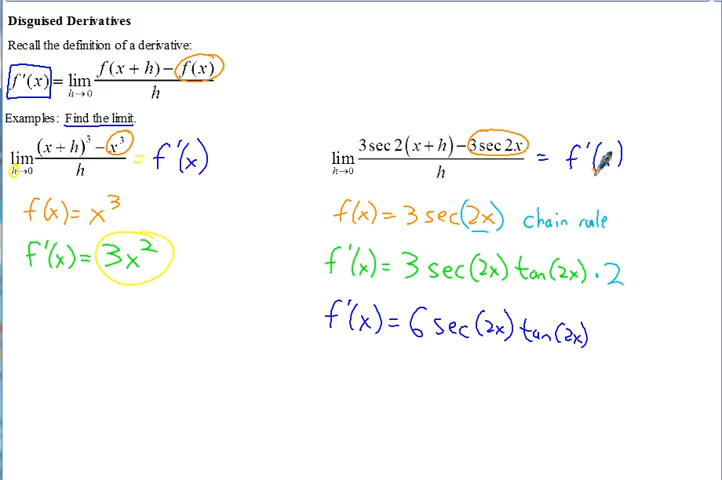 Disguised Derivatives
Recall the definition of a derivative:
f'(x) = lim h→0 (f(x + h) − f(x)) / h
Examples: Find the limit.
lim h→0 ((x + h)³ − x³) / h = f'(x)
f(x) = x³
f'(x) = 3x²
lim h→0 (3 sec 2(x + h) − 3 sec 2x) / h = f'(x)
f(x) = 3 sec(2x) chain rule
f'(x) = 3 sec(2x) tan(2x) · 2
f'(x) = 6 sec(2x) tan(2x)